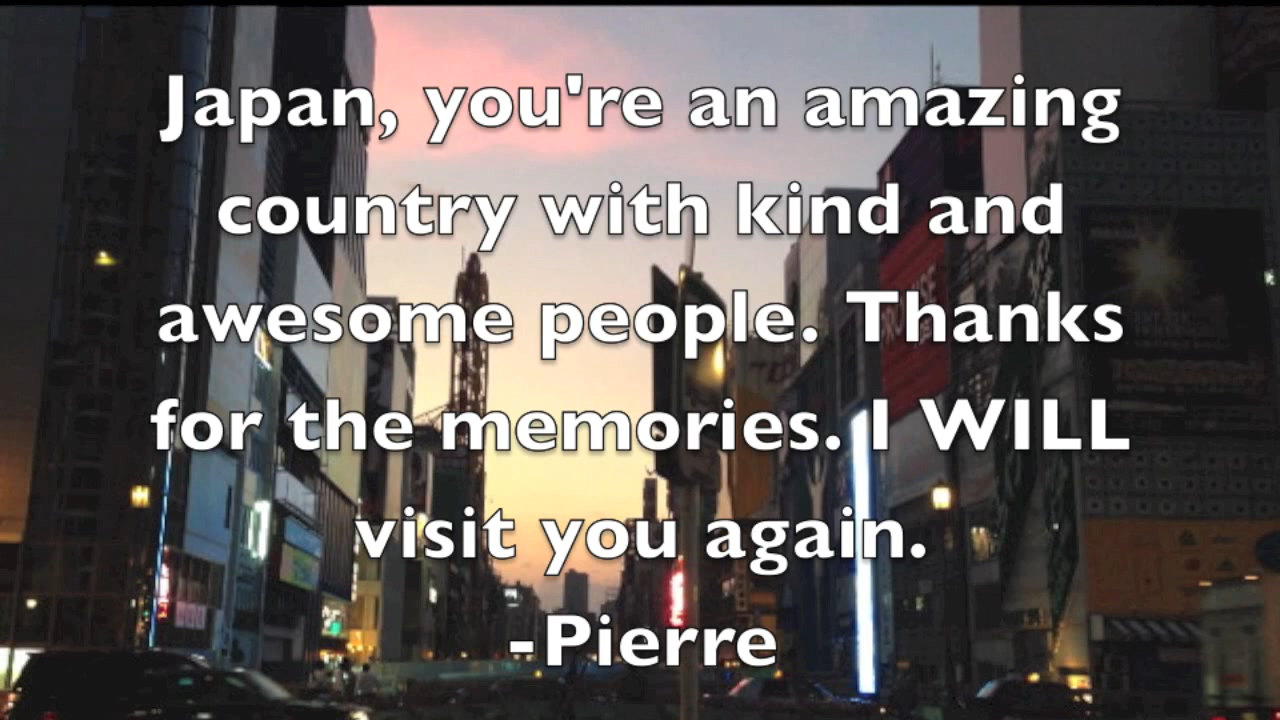 Japan, you're an amazing
country with kind and
awesome people. Thanks
for the memories. I WILL
visit you again.
-Pierre